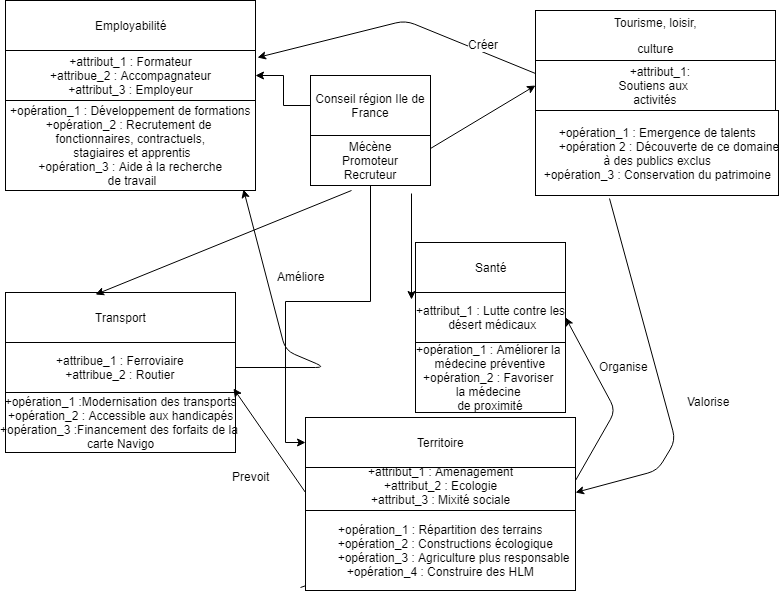 Employabilité
+attribut_1 : Formateur
+attribue_2 : Accompagnateur
+attribut_3 : Employeur
+opération_1 : Développement de formations
+opération_2 : Recrutement de
fonctionnaires, contractuels,
stagiaires et apprentis
+opération_3 : Aide à la recherche
de travail
Créer
Conseil région Ile de
France
Mécène
Promoteur
Recruteur
Tourisme, loisir,
culture
+attribut_1:
Soutiens aux
activités
+opération_1 : Emergence de talents
+opération 2 : Découverte de ce domaine
à des publics exclus
+opération_3 : Conservation du patrimoine
Améliore
Santé
+attribut_1 : Lutte contre les
désert médicaux
+opération_1 : Améliorer la
médecine préventive
+opération_2 : Favoriser
la médecine
de proximité
Transport
+attribue_1 : Ferroviaire
+attribue_2 : Routier
+opération_1 :Modernisation des transports
+opération_2 : Accessible aux handicapés
+opération_3 :Financement des forfaits de la
carte Navigo
Organise
Valorise
Prevoit
Territoire
+attribut_1 : Aménagement
+attribut_2 : Ecologie
+attribut_3 : Mixité sociale
+opération_1 : Répartition des terrains
+opération_2 : Constructions écologique
+opération_3 : Agriculture plus responsable
+opération_4 : Construire des HLM